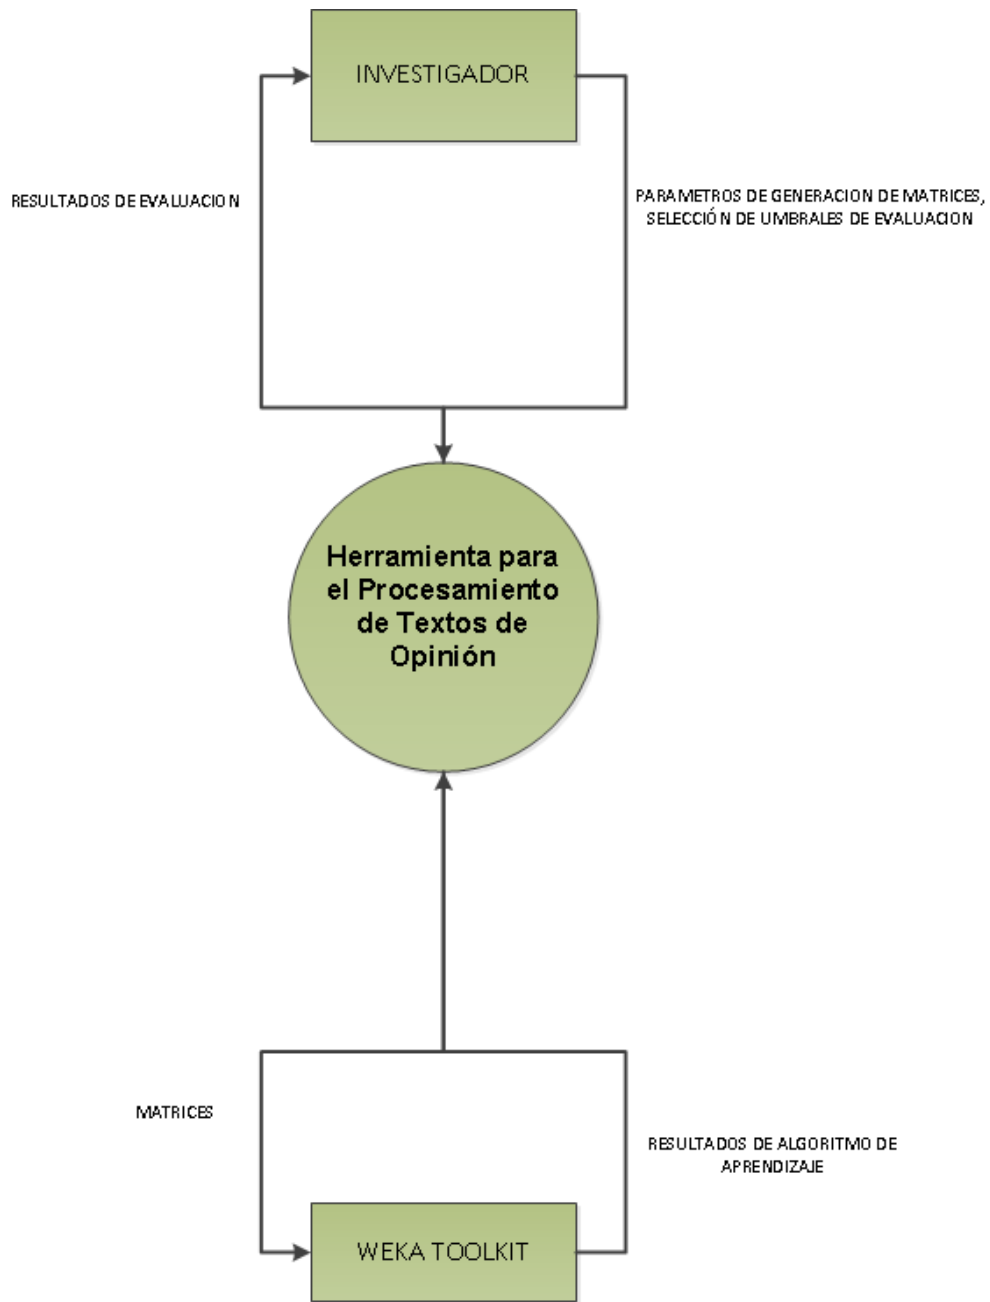 INVESTIGADOR
RESULTADOS DE EVALUACION
PARAMETROS DE GENERACION DE MATRICES,
SELECCIÓN DE UMBRALES DE EVALUACION
Herramienta para
el Procesamiento
de Textos de
Opinión
MATRICES
RESULTADOS DE ALGORITMO DE
APRENDIZAJE
WEKA TOOLKIT